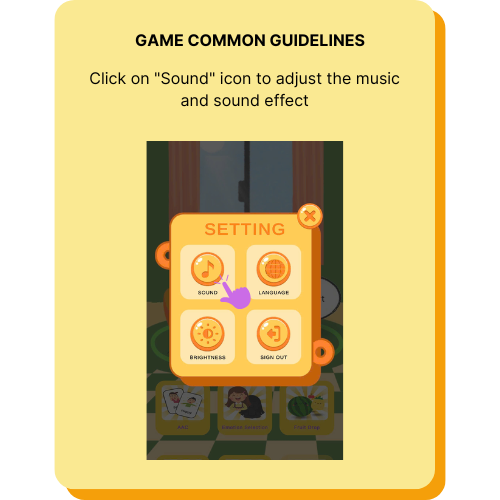 GAME COMMON GUIDELINES
Click on "Sound" icon to adjust the music
and sound effect
SETTING
SOUND
LANGUAGE
BRIGHTNESS
SIGN OUT